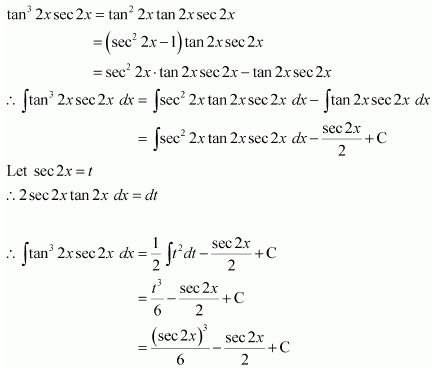 tan³ 2x sec 2x = tan² 2x tan 2x sec 2x
= (sec² 2x − 1) tan 2x sec 2x
= sec² 2x · tan 2x sec 2x − tan 2x sec 2x
∴ ∫tan³ 2x sec 2x dx = ∫sec² 2x tan 2x sec 2x dx − ∫tan 2x sec 2x dx
= ∫sec² 2x tan 2x sec 2x dx − sec 2x/2 + C
Let sec 2x = t
∴ 2 sec 2x tan 2x dx = dt
∴ ∫tan³ 2x sec 2x dx = 1/2 ∫t² dt − sec 2x/2 + C
= t³/6 − sec 2x/2 + C
= (sec 2x)³/6 − sec 2x/2 + C